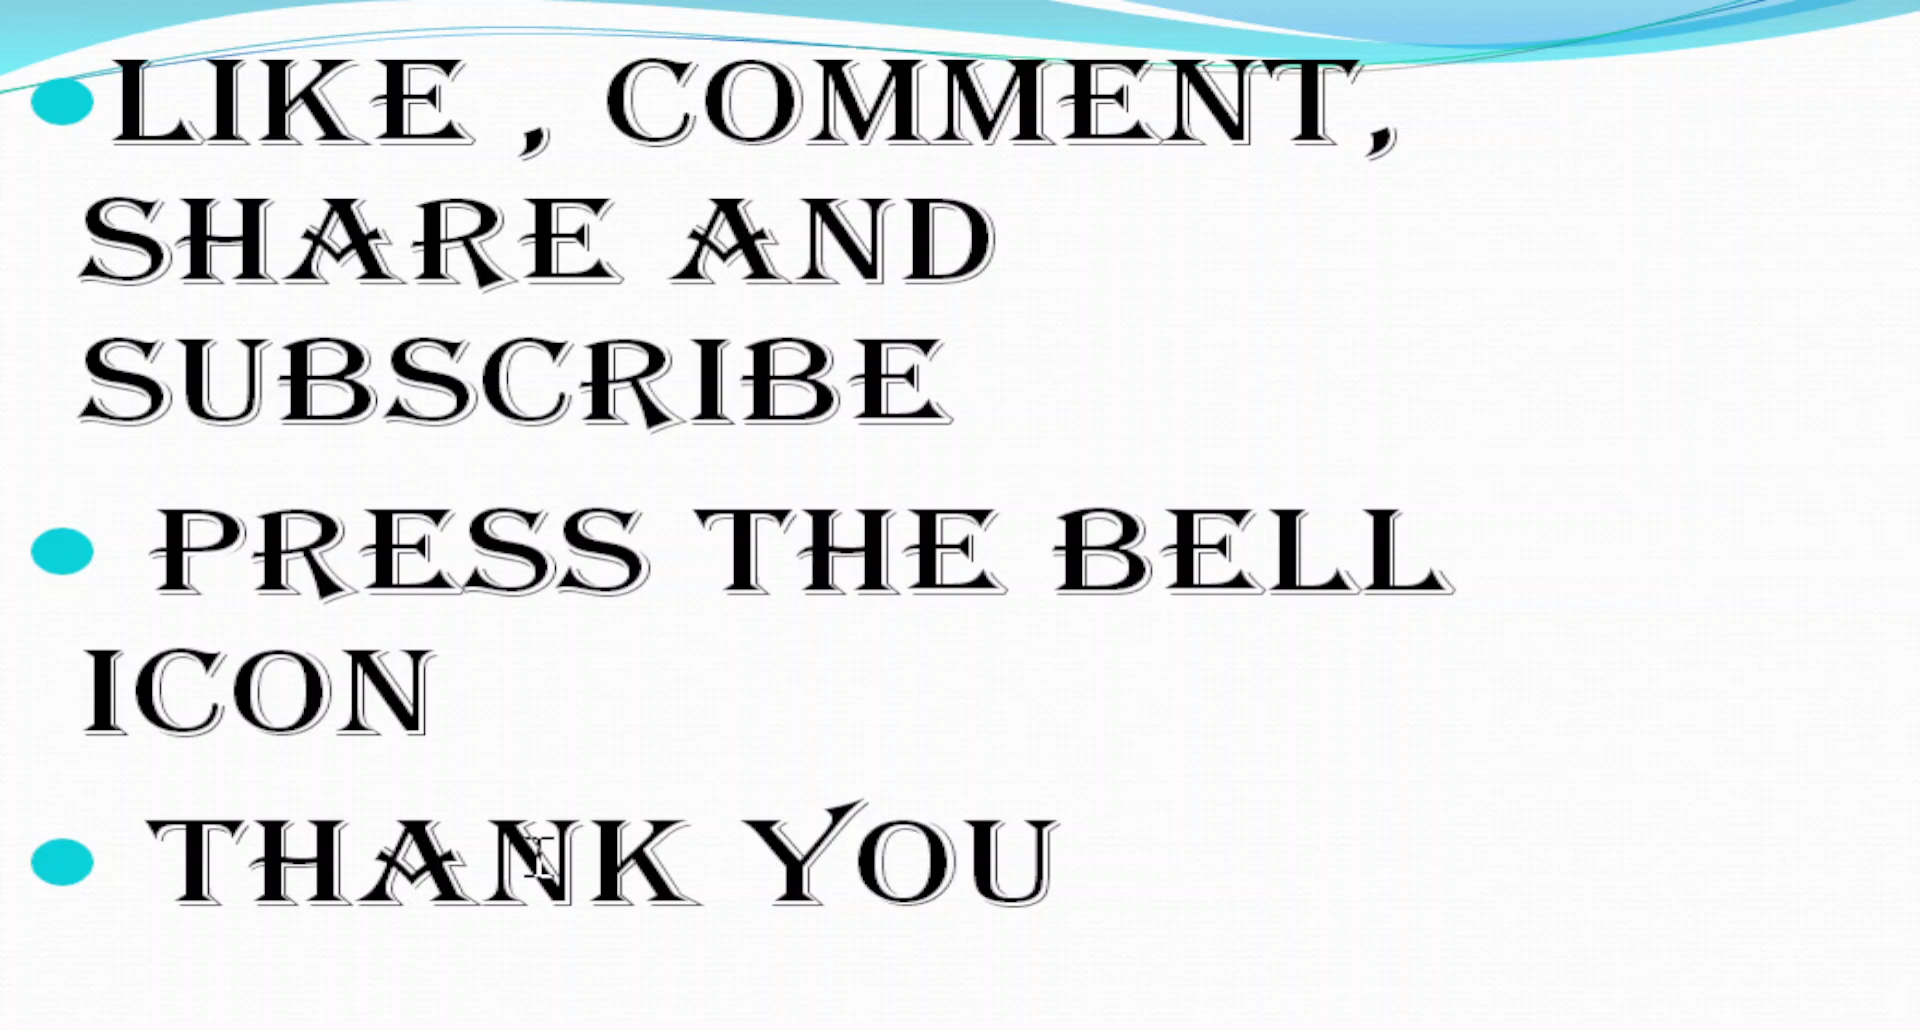 LIKE , COMMENT,
SHARE AND
SUBSCRIBE
PRESS THE BELL
ICON
THANK YOU